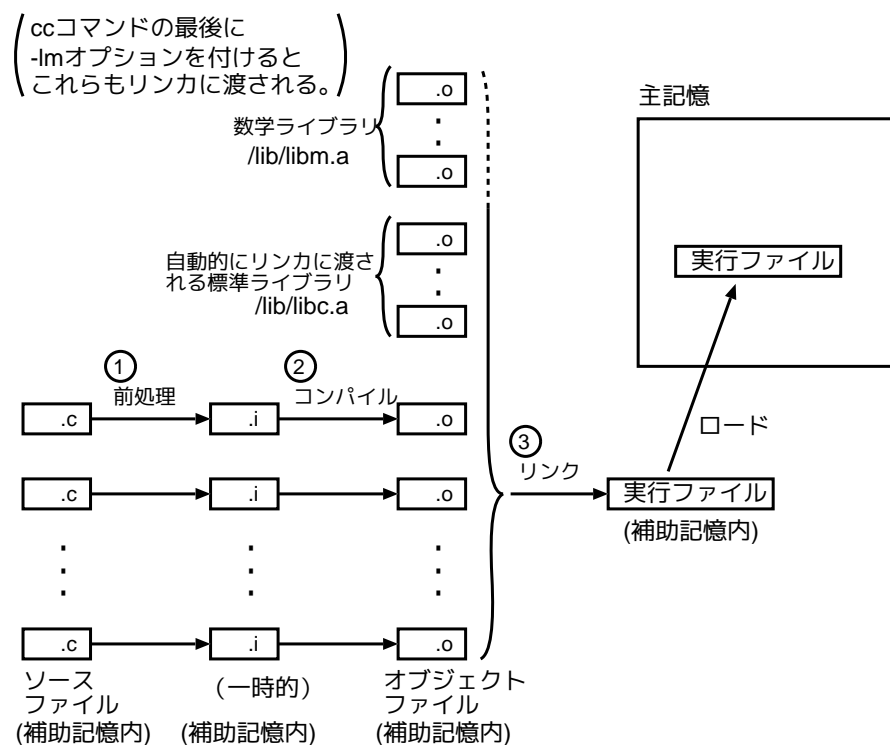 ccコマンドの最後に
-lmオプションを付けると
これらもリンカに渡される。
.o
数学ライブラリ
/lib/libm.a
.o
主記憶
.o
自動的にリンカに渡さ
れる標準ライブラリ
/lib/libc.a
.o
実行ファイル
1 前処理
2 コンパイル
.c .i .o
ロード
3 リンク
.c .i .o
実行ファイル
(補助記憶内)
.c .i .o
ソース
ファイル
(補助記憶内)
(一時的)
(補助記憶内)
オブジェクト
ファイル
(補助記憶内)